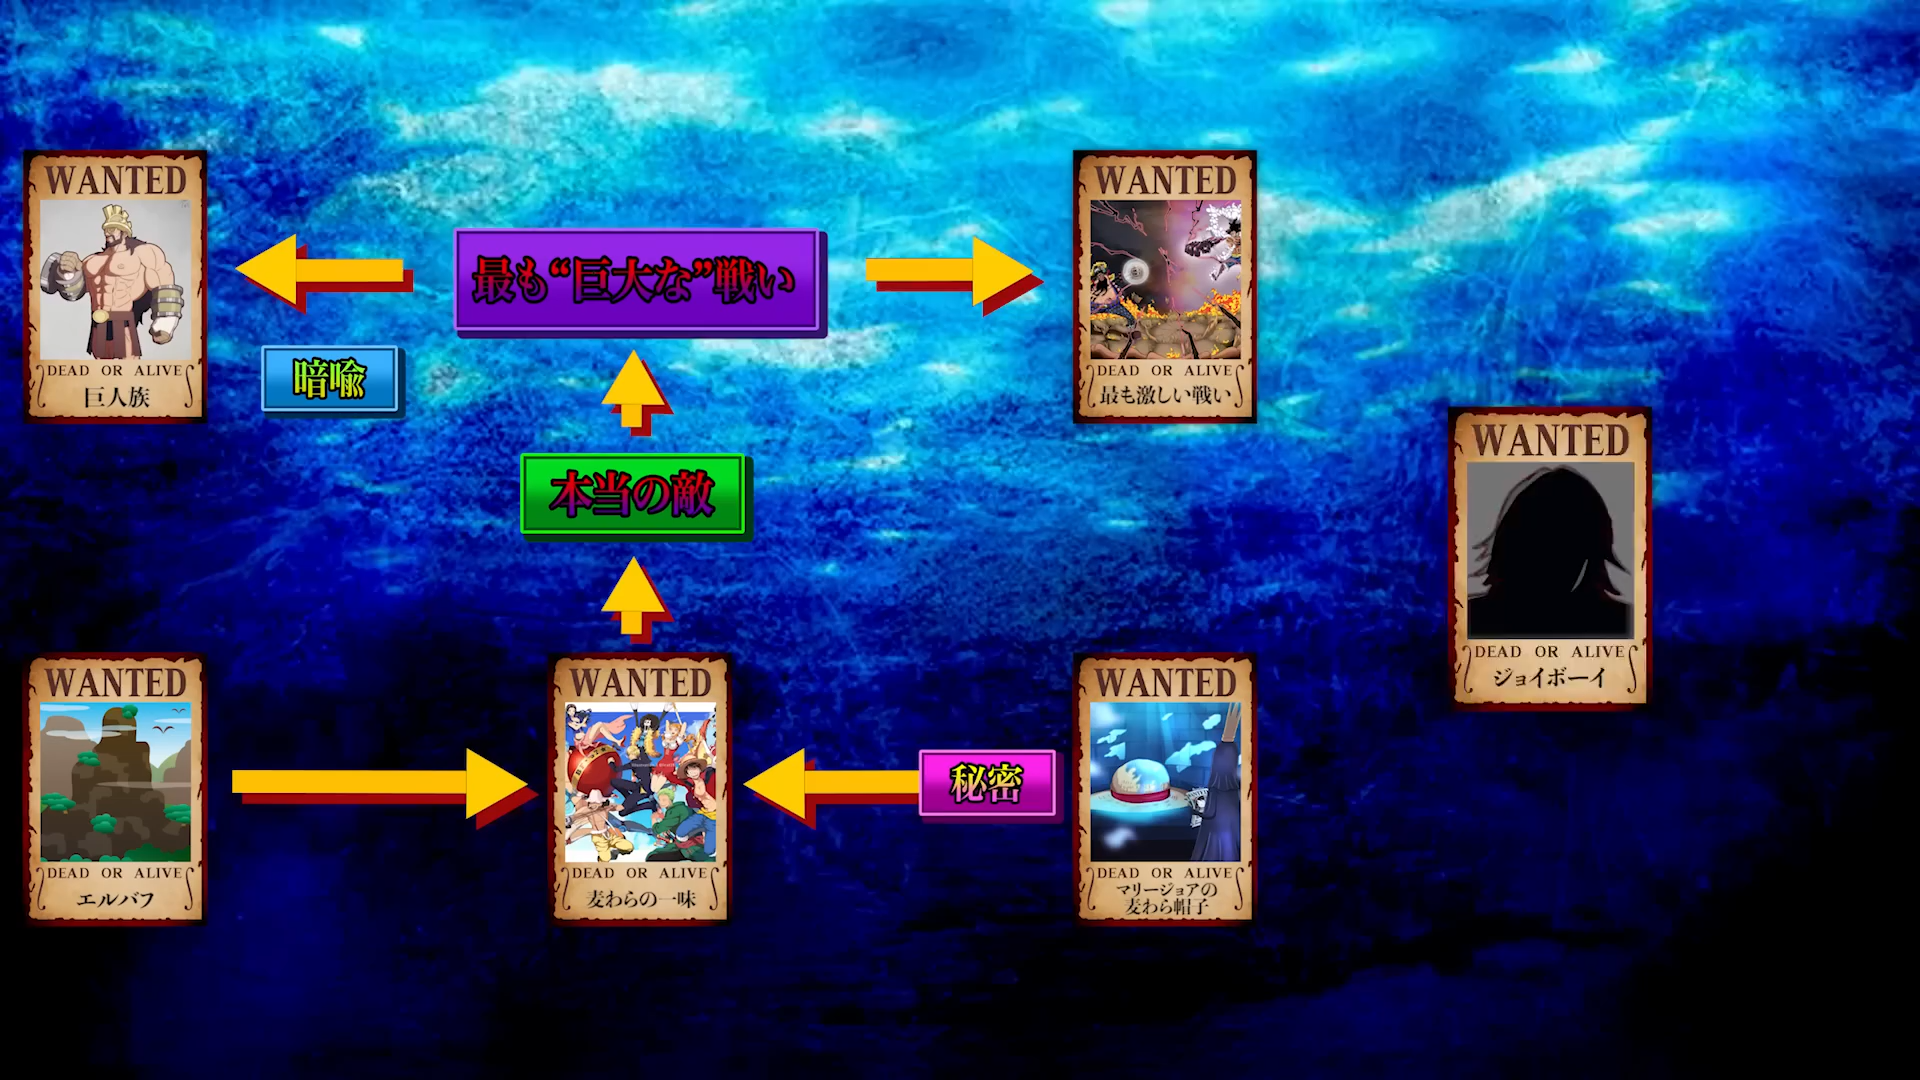 WANTED
DEAD OR ALIVE
巨人族
暗喩
最も“巨大な”戦い
WANTED
DEAD OR ALIVE
最も激しい戦い
本当の敵
WANTED
DEAD OR ALIVE
ジョイボーイ
WANTED
DEAD OR ALIVE
エルバフ
WANTED
DEAD OR ALIVE
麦わらの一味
秘密
WANTED
DEAD OR ALIVE
マリージョアの
麦わら帽子